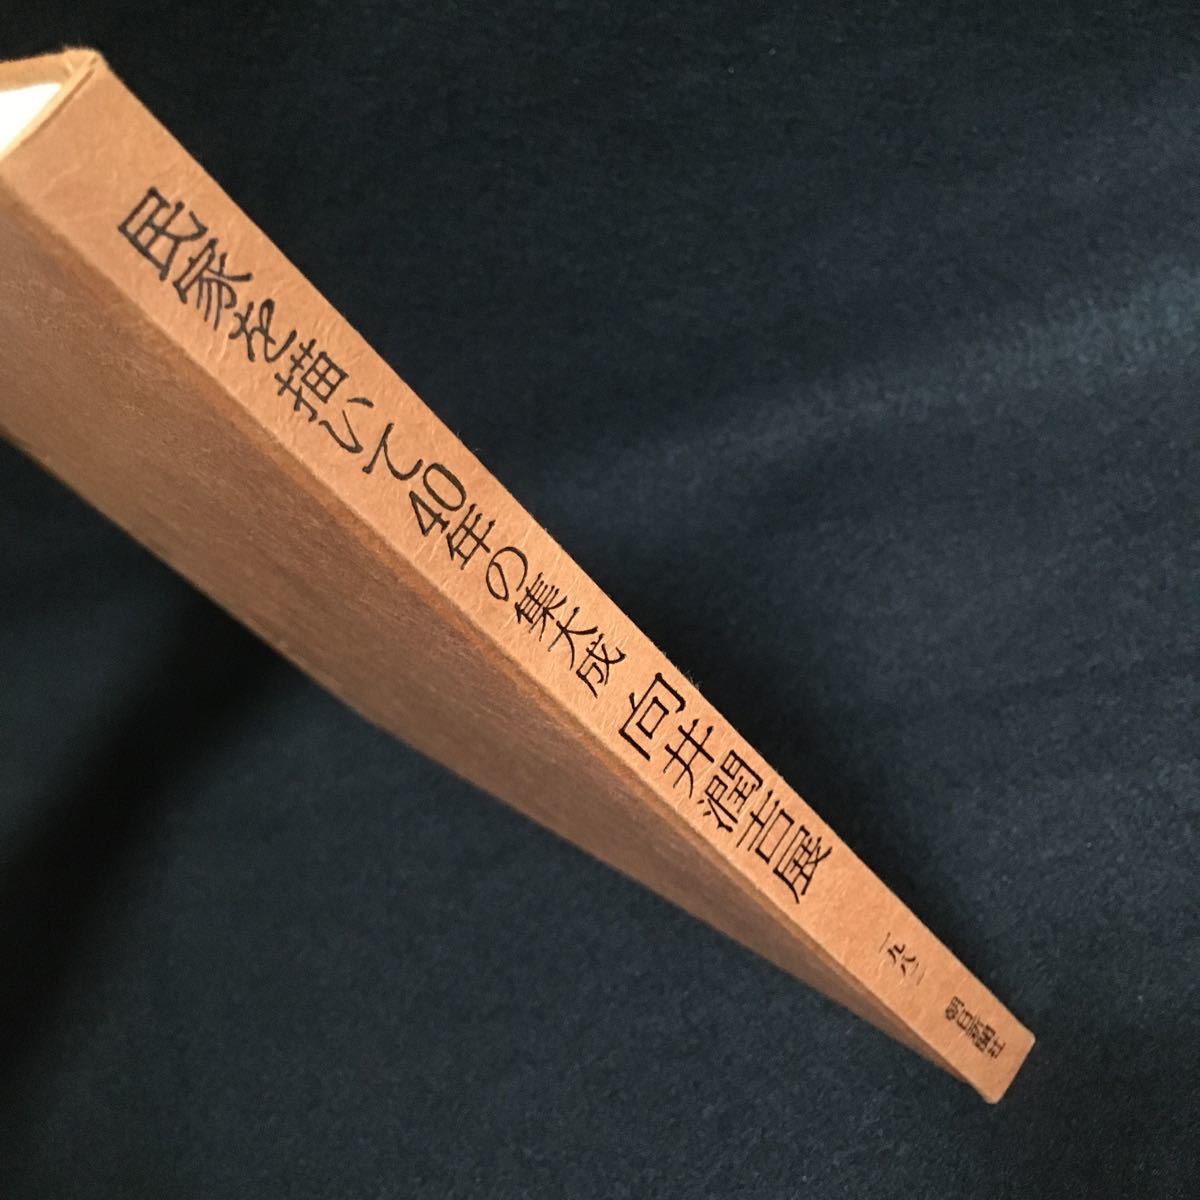 民家を描いて40年の集大成 向井潤吉展 一九八一 朝日新聞社